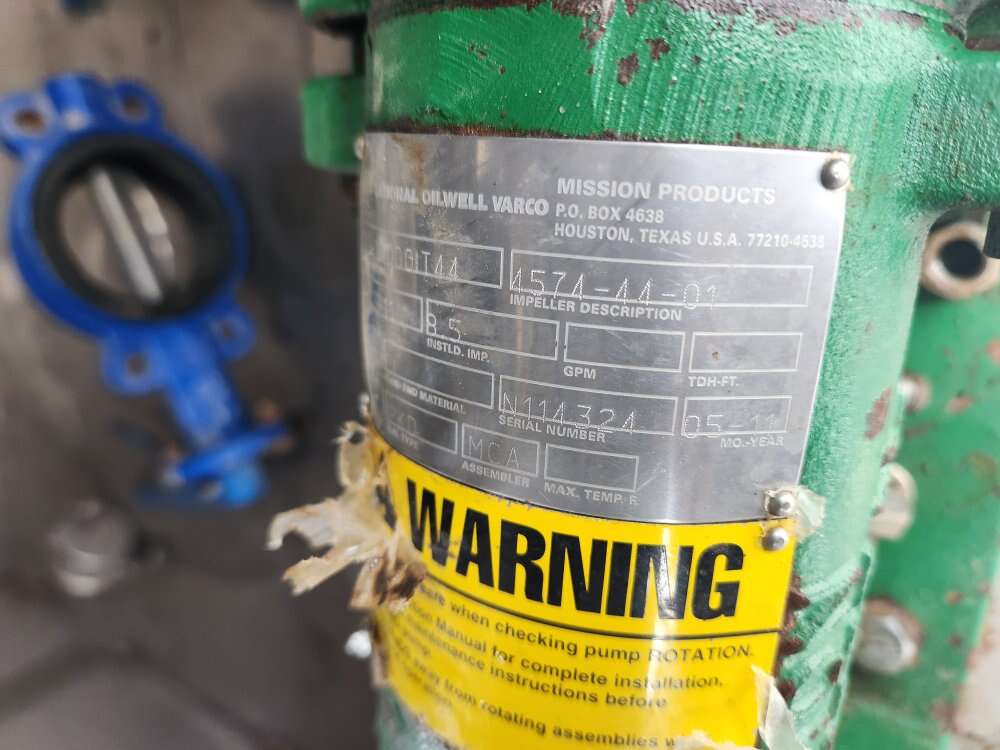 OILWELL VARCO
MISSION PRODUCTS
P.O. BOX 4638
HOUSTON, TEXAS U.S.A. 77210-4638
4574-44-01
IMPELLER DESCRIPTION
8.5
INSTLD. IMP.
GPM
TDH-FT.
MATERIAL
N114324
SERIAL NUMBER
05-11
MO.-YEAR
TYPE
MCA
ASSEMBLER
MAX. TEMP. F
WARNING
when checking pump ROTATION.
Manual for complete installation,
instructions before
away from rotating assemblies